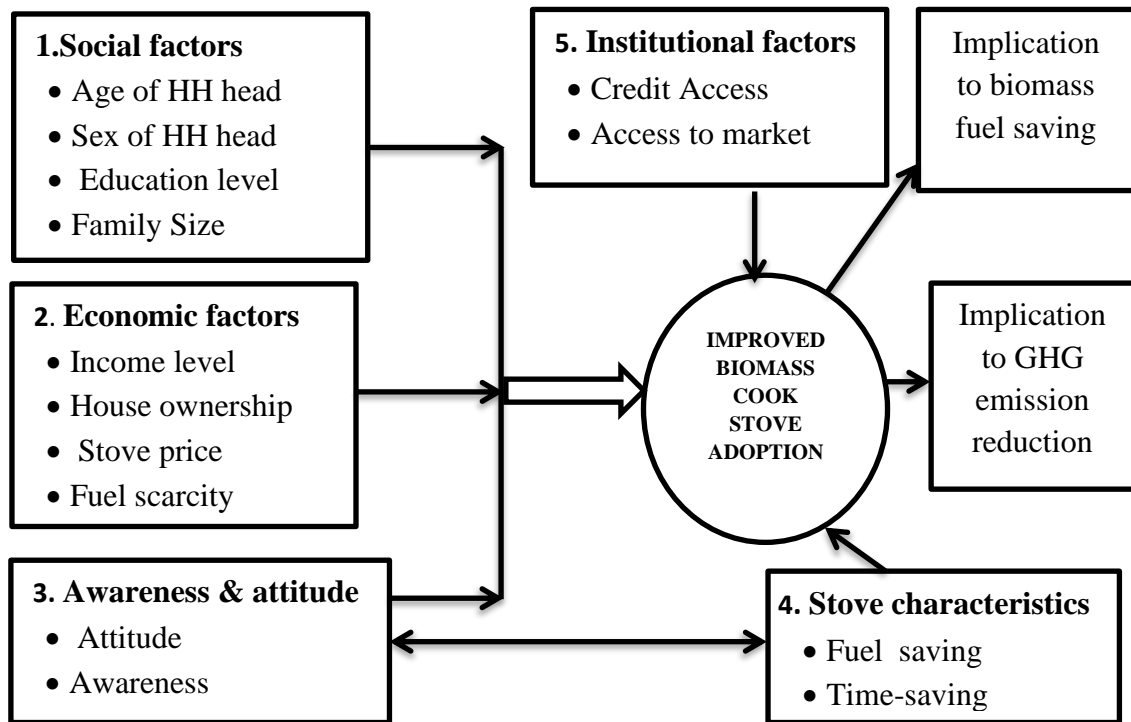 1.Social factors
• Age of HH head
• Sex of HH head
• Education level
• Family Size
2. Economic factors
• Income level
• House ownership
• Stove price
• Fuel scarcity
3. Awareness & attitude
• Attitude
• Awareness
5. Institutional factors
• Credit Access
• Access to market
IMPROVED
BIOMASS
COOK
STOVE
ADOPTION
4. Stove characteristics
• Fuel saving
• Time-saving
Implication
to biomass
fuel saving
Implication
to GHG
emission
reduction